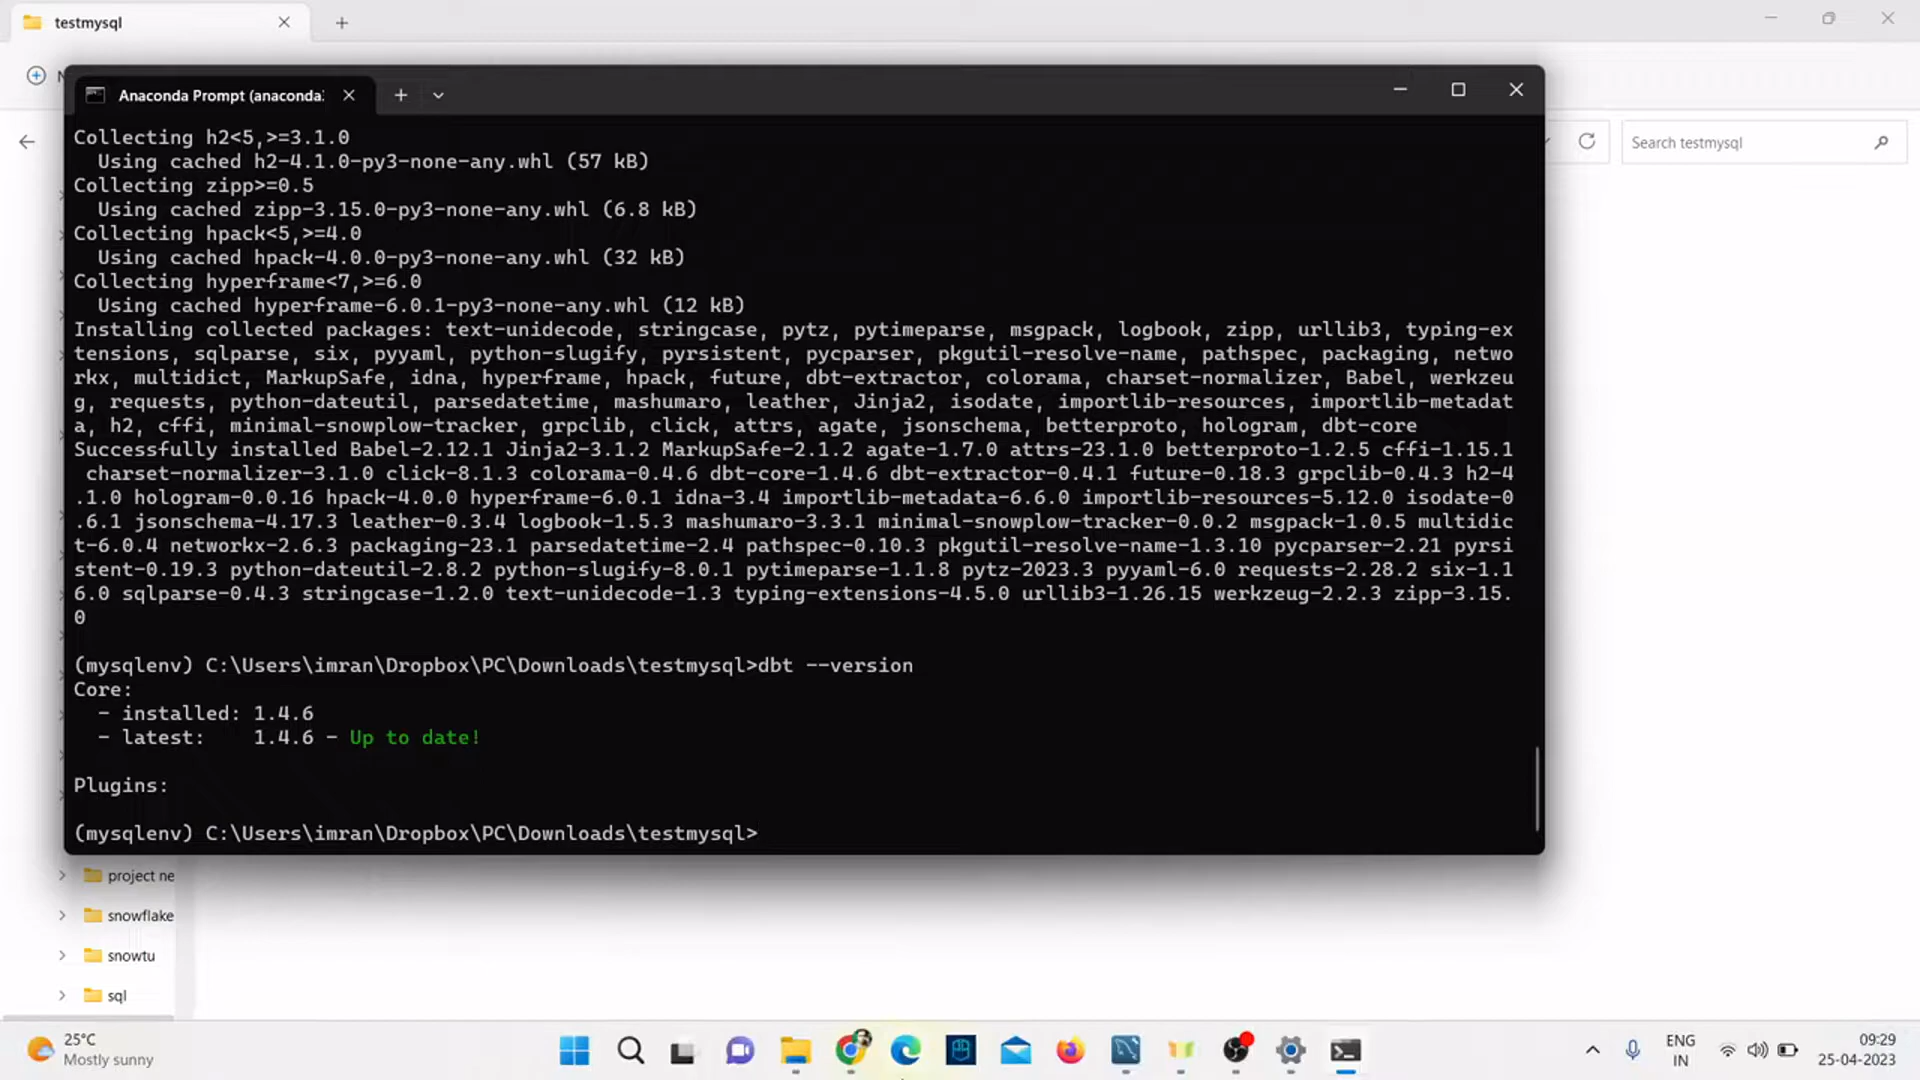 testmysql
N
Anaconda Prompt (anaconda:
Search testmysql
Collecting h2<5,>=3.1.0
  Using cached h2-4.1.0-py3-none-any.whl (57 kB)
Collecting zipp>=0.5
  Using cached zipp-3.15.0-py3-none-any.whl (6.8 kB)
Collecting hpack<5,>=4.0
  Using cached hpack-4.0.0-py3-none-any.whl (32 kB)
Collecting hyperframe<7,>=6.0
  Using cached hyperframe-6.0.1-py3-none-any.whl (12 kB)
Installing collected packages: text-unidecode, stringcase, pytz, pytimeparse, msgpack, logbook, zipp, urllib3, typing-ex
tensions, sqlparse, six, pyyaml, python-slugify, pyrsistent, pycparser, pkgutil-resolve-name, pathspec, packaging, netwo
rkx, multidict, MarkupSafe, idna, hyperframe, hpack, future, dbt-extractor, colorama, charset-normalizer, Babel, werkzeu
g, requests, python-dateutil, parsedatetime, mashumaro, leather, Jinja2, isodate, importlib-resources, importlib-metadat
a, h2, cffi, minimal-snowplow-tracker, grpclib, click, attrs, agate, jsonschema, betterproto, hologram, dbt-core
Successfully installed Babel-2.12.1 Jinja2-3.1.2 MarkupSafe-2.1.2 agate-1.7.0 attrs-23.1.0 betterproto-1.2.5 cffi-1.15.1
 charset-normalizer-3.1.0 click-8.1.3 colorama-0.4.6 dbt-core-1.4.6 dbt-extractor-0.4.1 future-0.18.3 grpclib-0.4.3 h2-4
.1.0 hologram-0.0.16 hpack-4.0.0 hyperframe-6.0.1 idna-3.4 importlib-metadata-6.6.0 importlib-resources-5.12.0 isodate-0
.6.1 jsonschema-4.17.3 leather-0.3.4 logbook-1.5.3 mashumaro-3.3.1 minimal-snowplow-tracker-0.0.2 msgpack-1.0.5 multidic
t-6.0.4 networkx-2.6.3 packaging-23.1 parsedatetime-2.4 pathspec-0.10.3 pkgutil-resolve-name-1.3.10 pycparser-2.21 pyrsi
stent-0.19.3 python-dateutil-2.8.2 python-slugify-8.0.1 pytimeparse-1.1.8 pytz-2023.3 pyyaml-6.0 requests-2.28.2 six-1.1
6.0 sqlparse-0.4.3 stringcase-1.2.0 text-unidecode-1.3 typing-extensions-4.5.0 urllib3-1.26.15 werkzeug-2.2.3 zipp-3.15.
0
(mysqlenv) C:\Users\imran\Dropbox\PC\Downloads\testmysql>dbt --version
Core:
  - installed: 1.4.6
  - latest:    1.4.6 - Up to date!
Plugins:
(mysqlenv) C:\Users\imran\Dropbox\PC\Downloads\testmysql>
project ne
snowflake
snowtu
sql
25°C
Mostly sunny
ENG
IN
09:29
25-04-2023